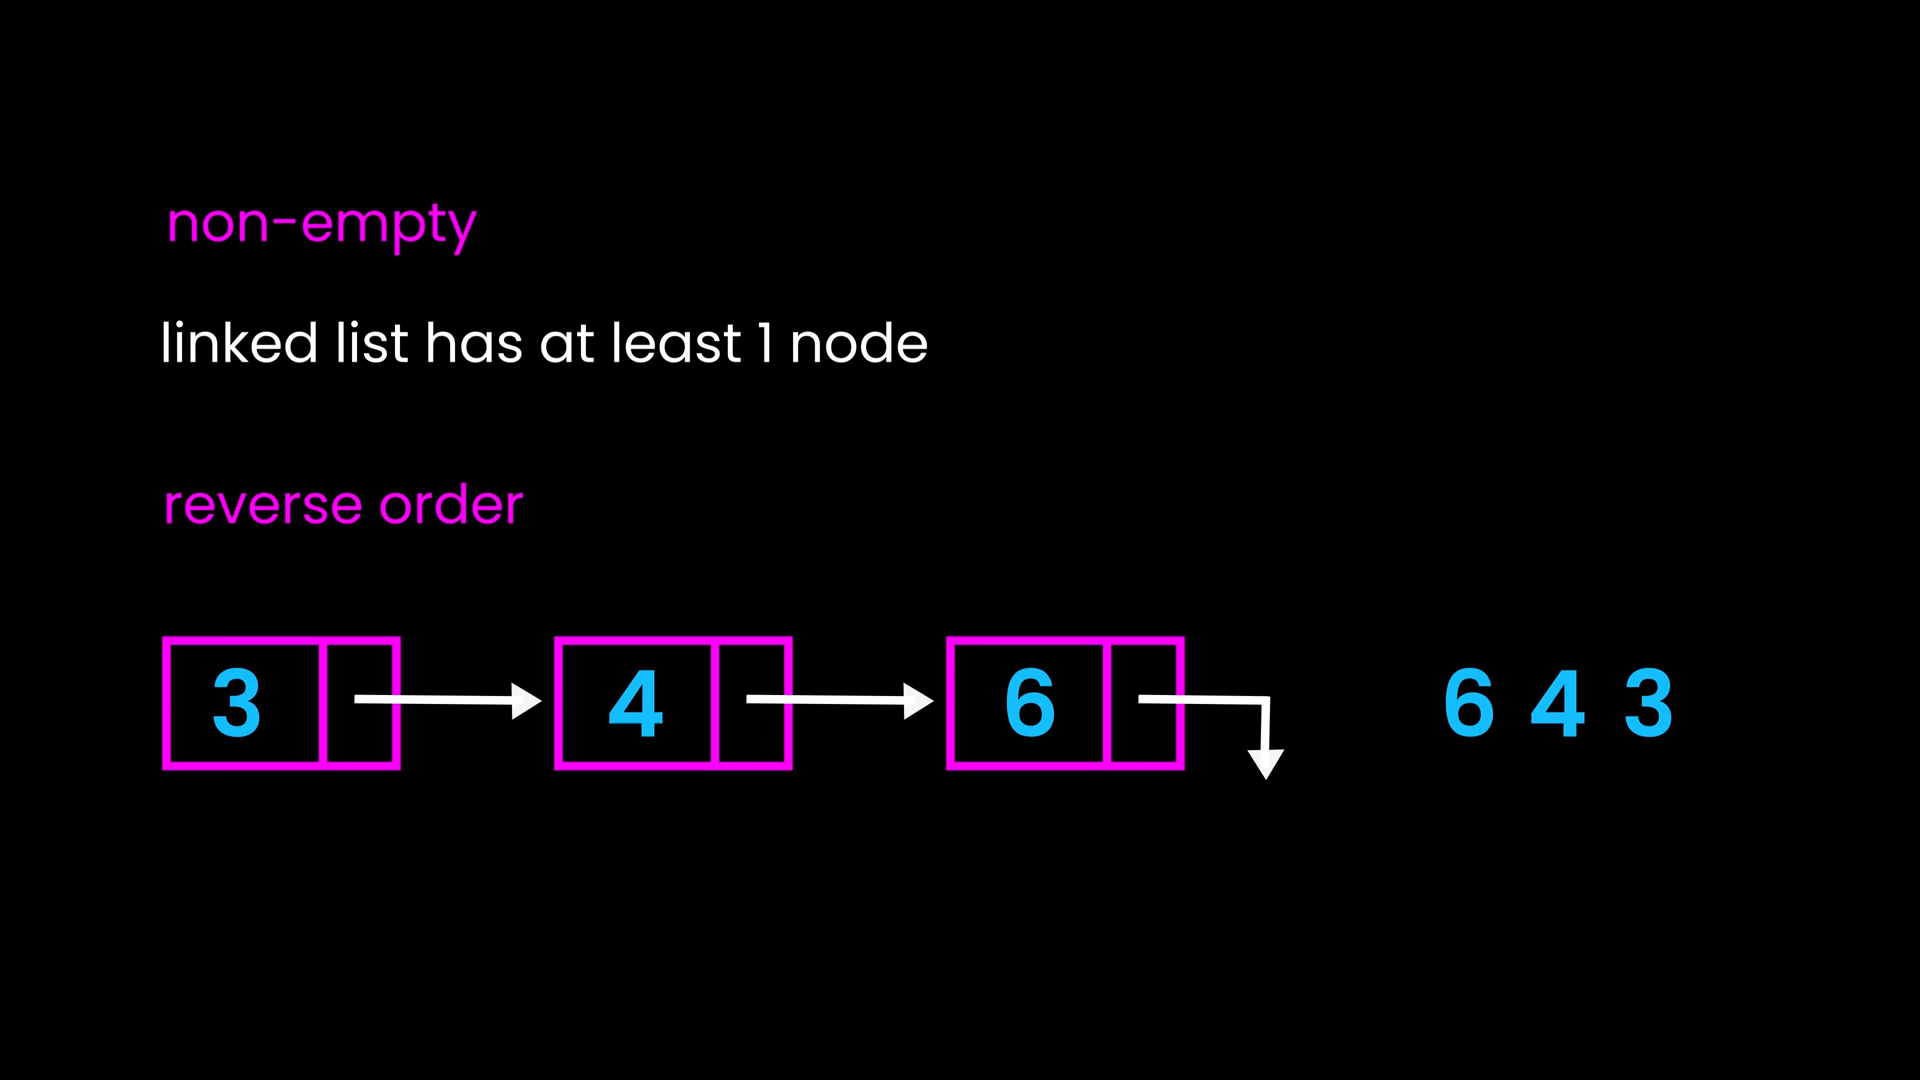 non-empty
linked list has at least 1 node
reverse order
3 4 6 6 4 3